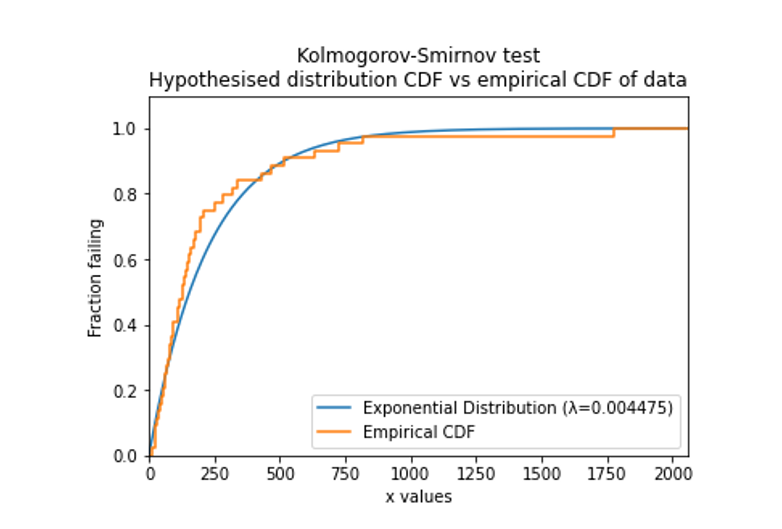 Kolmogorov-Smirnov test
Hypothesised distribution CDF vs empirical CDF of data
1.0
0.8
0.6
0.4
0.2
0.0
Fraction failing
Exponential Distribution (λ=0.004475)
Empirical CDF
0 250 500 750 1000 1250 1500 1750 2000
x values